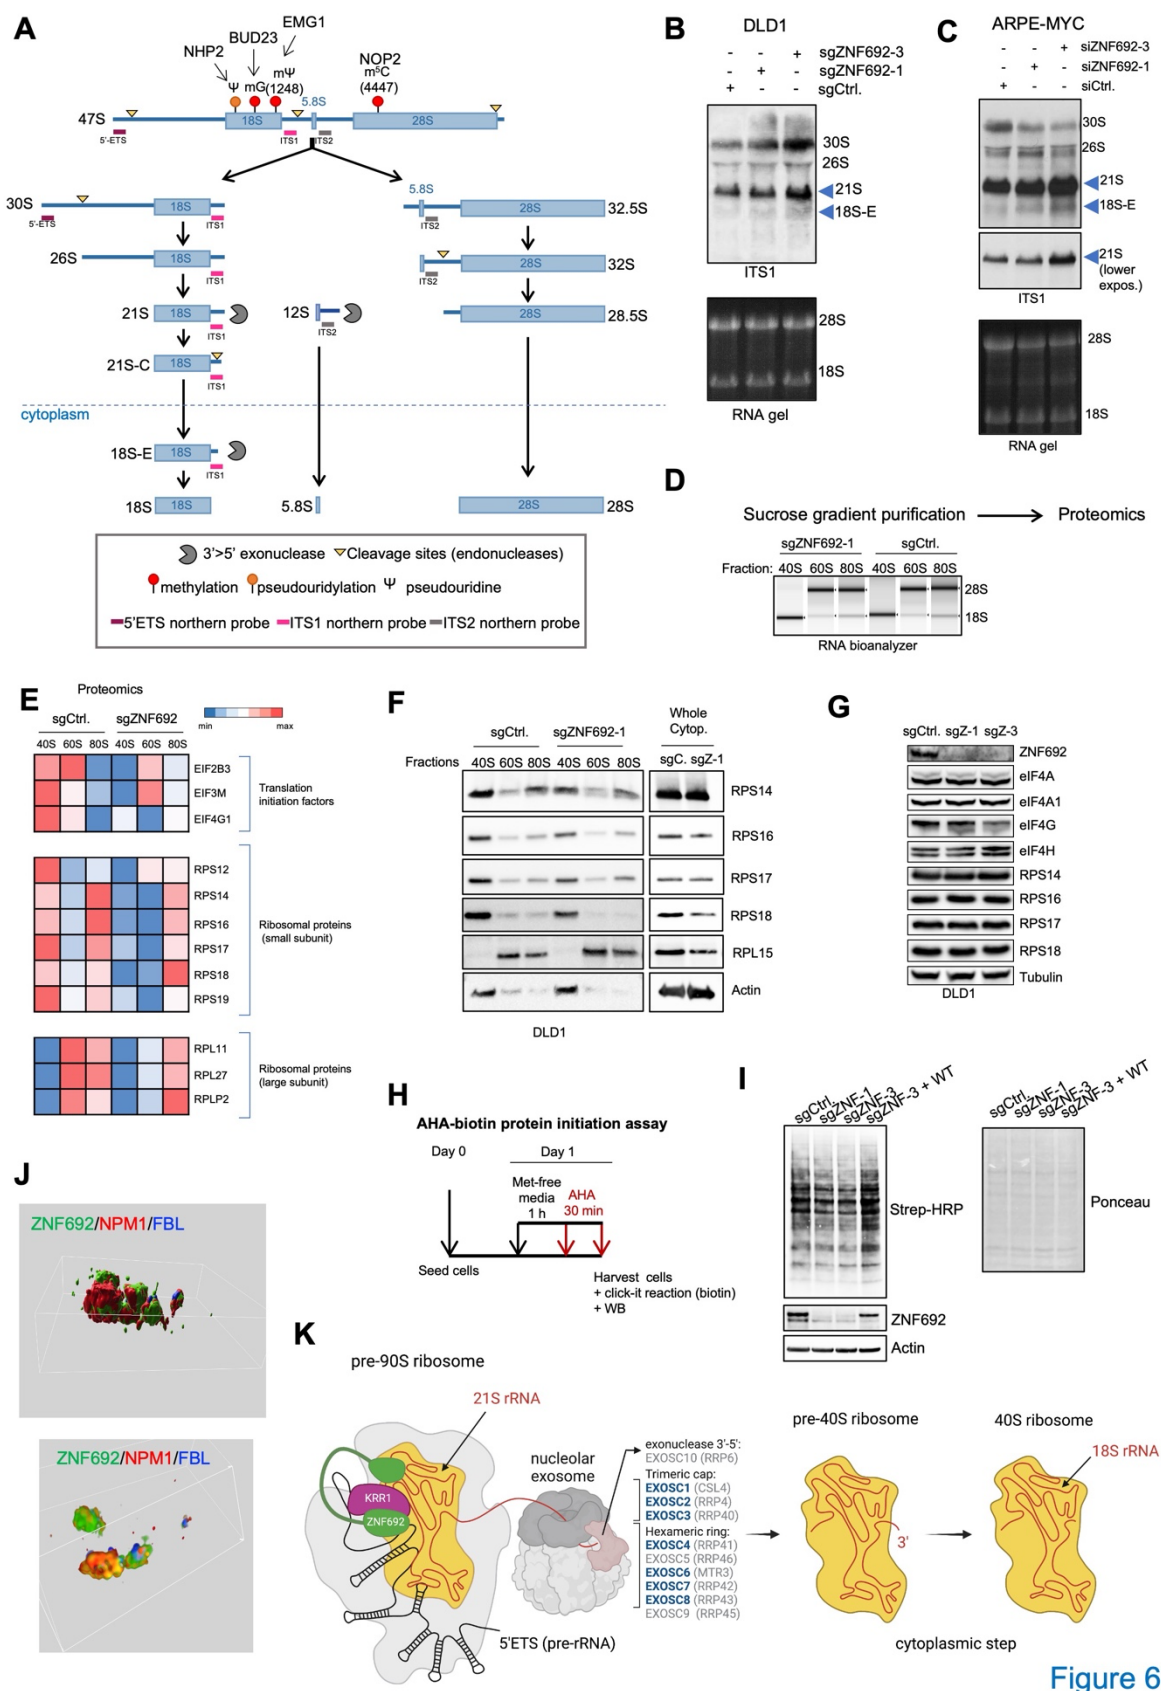 A
NHP2
BUD23
EMG1
NOP2
Ψ
mG
mΨ
(1248)
m⁵C
(4447)
47S
5'-ETS
18S
ITS1
5.8S
ITS2
28S
30S
5'-ETS
18S
ITS1
5.8S
ITS2
28S
32.5S
26S
18S
ITS1
ITS2
28S
32S
21S
18S
ITS1
12S
ITS2
28S
28.5S
21S-C
18S
ITS1
cytoplasm
18S-E
18S
ITS1
18S
18S
5.8S
28S
28S
3'>5' exonuclease
Cleavage sites (endonucleases)
methylation
pseudouridylation
Ψ pseudouridine
5'ETS northern probe
ITS1 northern probe
ITS2 northern probe
B
DLD1
- - + sgZNF692-3
- + - sgZNF692-1
+ - - sgCtrl.
30S
26S
21S
18S-E
ITS1
28S
18S
RNA gel
C
ARPE-MYC
- - + siZNF692-3
- + - siZNF692-1
+ - - siCtrl.
30S
26S
21S
18S-E
21S
(lower
expos.)
ITS1
28S
18S
RNA gel
D
Sucrose gradient purification
Proteomics
sgZNF692-1 sgCtrl.
Fraction: 40S 60S 80S 40S 60S 80S
28S
18S
RNA bioanalyzer
E
Proteomics
min max
sgCtrl. sgZNF692
40S 60S 80S 40S 60S 80S
EIF2B3
EIF3M
EIF4G1
Translation
initiation factors
RPS12
RPS14
RPS16
RPS17
RPS18
RPS19
Ribosomal proteins
(small subunit)
RPL11
RPL27
RPLP2
Ribosomal proteins
(large subunit)
F
sgCtrl. sgZNF692-1
Whole
Cytop.
Fractions 40S 60S 80S 40S 60S 80S sgC. sgZ-1
RPS14
RPS16
RPS17
RPS18
RPL15
Actin
DLD1
G
sgCtrl. sgZ-1 sgZ-3
ZNF692
eIF4A
eIF4A1
eIF4G
eIF4H
RPS14
RPS16
RPS17
RPS18
Tubulin
DLD1
H
AHA-biotin protein initiation assay
Day 0 Day 1
Met-free
media
1 h
AHA
30 min
Seed cells
Harvest cells
+ click-it reaction (biotin)
+ WB
I
sgCtrl.
sgZNF-1
sgZNF-3
sgZNF-3 + WT
Strep-HRP
ZNF692
Actin
sgCtrl.
sgZNF-1
sgZNF-3
sgZNF-3 + WT
Ponceau
J
ZNF692/NPM1/FBL
ZNF692/NPM1/FBL
K
pre-90S ribosome
21S rRNA
KRR1
ZNF692
5'ETS (pre-rRNA)
nucleolar
exosome
exonuclease 3'-5':
EXOSC10 (RRP6)
Trimeric cap:
EXOSC1 (CSL4)
EXOSC2 (RRP4)
EXOSC3 (RRP40)
Hexameric ring:
EXOSC4 (RRP41)
EXOSC5 (RRP46)
EXOSC6 (MTR3)
EXOSC7 (RRP42)
EXOSC8 (RRP43)
EXOSC9 (RRP45)
pre-40S ribosome
3'
40S ribosome
18S rRNA
cytoplasmic step
Figure 6